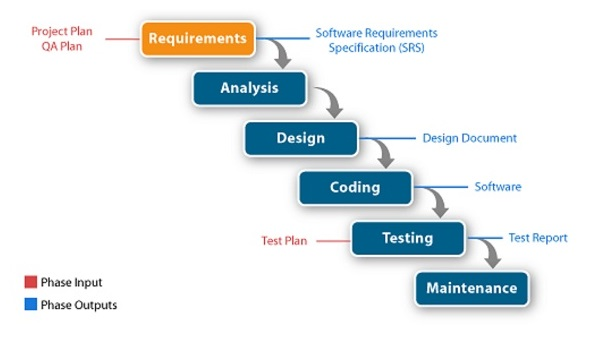 Project Plan
QA Plan
Requirements
Software Requirements
Specification (SRS)
Analysis
Design
Design Document
Coding
Software
Test Plan
Testing
Test Report
Maintenance
Phase Input
Phase Outputs